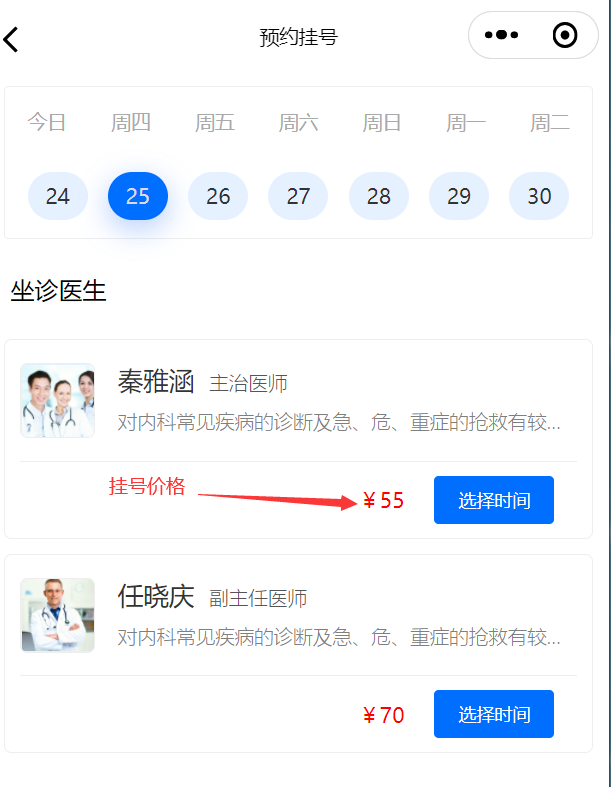 预约挂号
今日 周四 周五 周六 周日 周一 周二
24 25 26 27 28 29 30
坐诊医生
秦雅涵 主治医师
对内科常见疾病的诊断及急、危、重症的抢救有较...
挂号价格 ¥55 选择时间
任晓庆 副主任医师
对内科常见疾病的诊断及急、危、重症的抢救有较...
¥70 选择时间